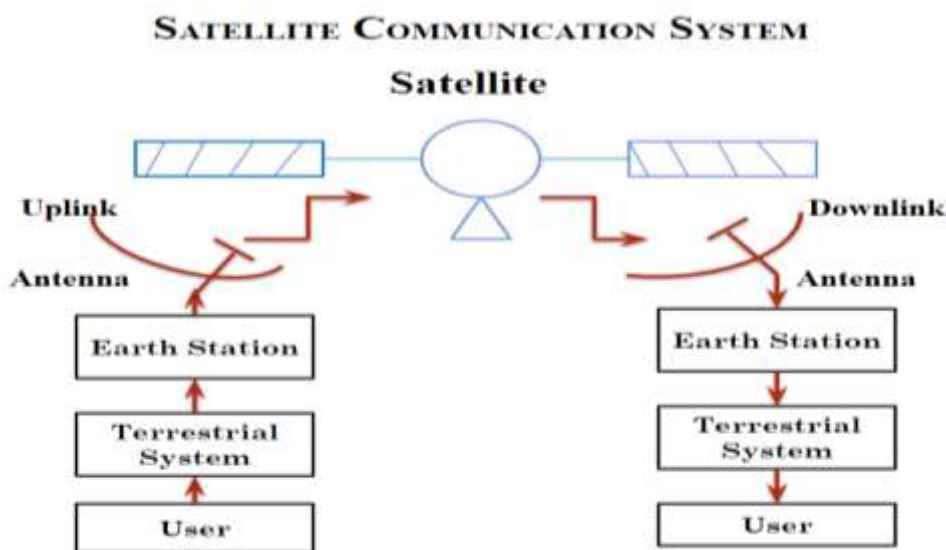 SATELLITE COMMUNICATION SYSTEM
Satellite
Uplink
Downlink
Antenna
Antenna
Earth Station
Earth Station
Terrestrial
System
Terrestrial
System
User
User